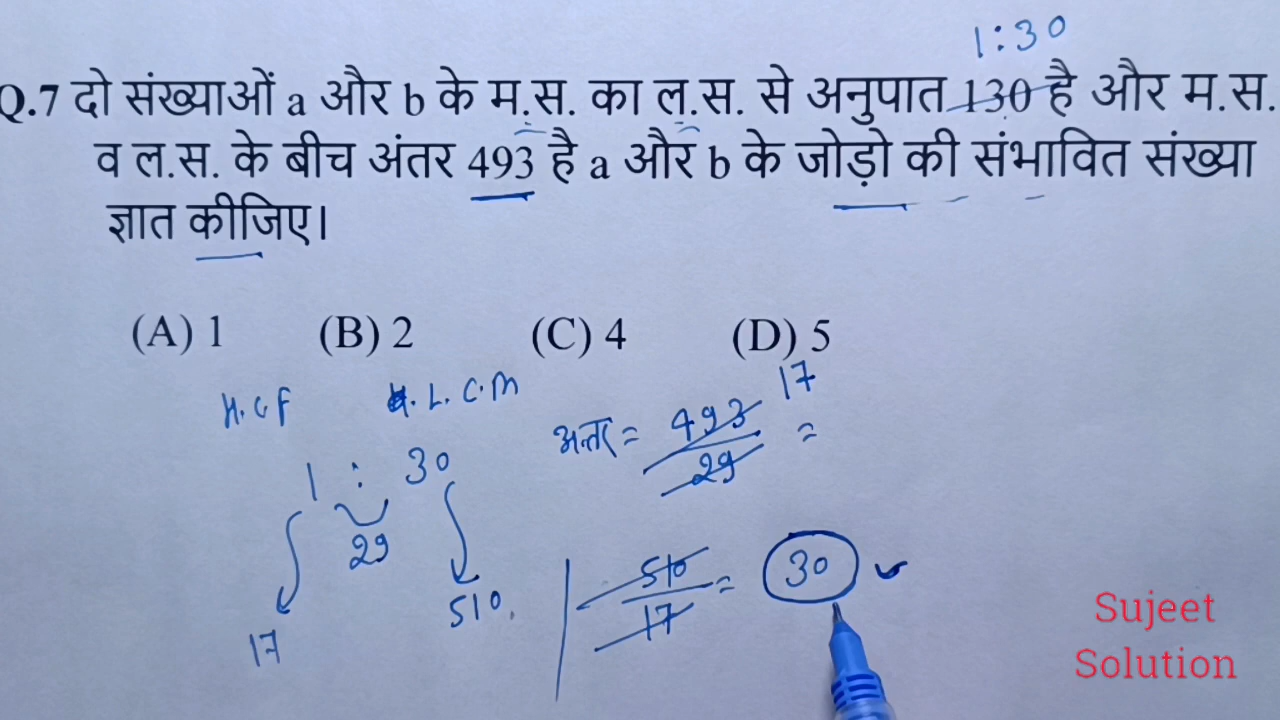 1:30
Q.7 दो संख्याओं a और b के म.स. का ल.स. से अनुपात 130 है और म.स.
व ल.स. के बीच अंतर 493 है a और b के जोड़ो की संभावित संख्या
ज्ञात कीजिए।
(A) 1 (B) 2 (C) 4 (D) 5
H.C.F L.C.M
1 : 30
29
17 510.
अन्तर = 493/29 = 17
510/17 = 30
Sujeet
Solution